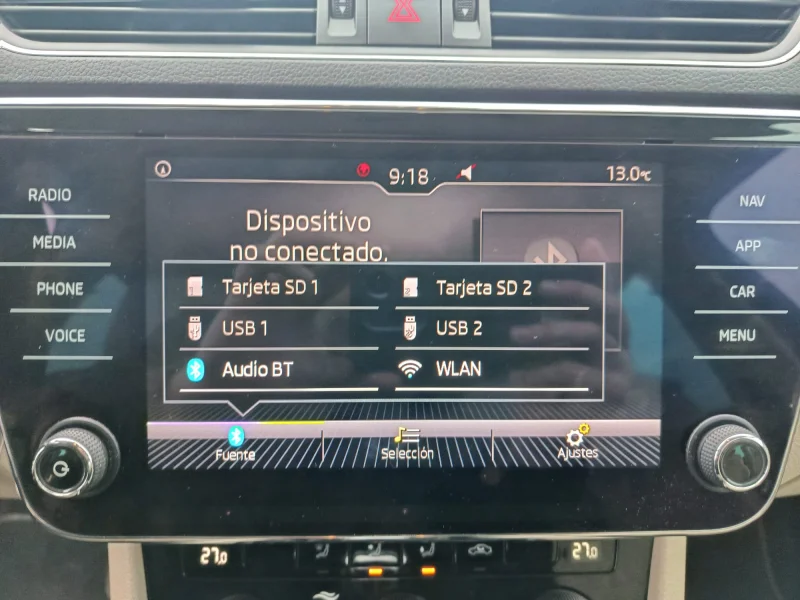 9:18
13.0°C
RADIO
MEDIA
PHONE
VOICE
NAV
APP
CAR
MENU
Dispositivo
no conectado.
Tarjeta SD 1
Tarjeta SD 2
USB 1
USB 2
Audio BT
WLAN
Fuente
Selección
Ajustes
27.0
27.0